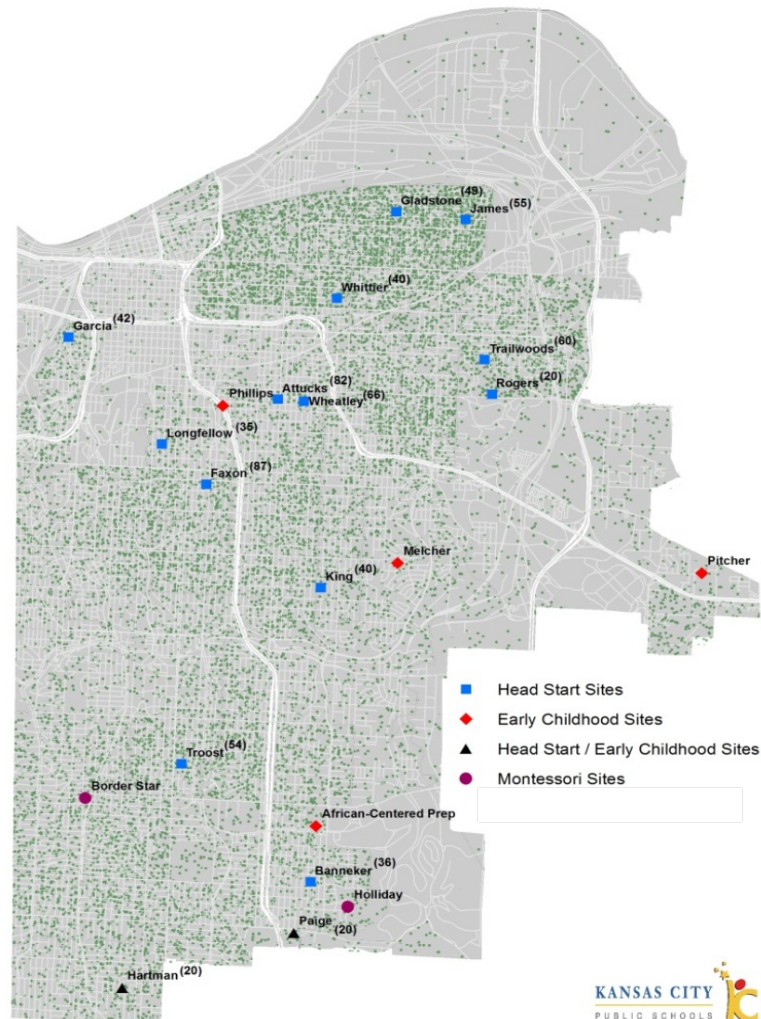 Gladstone (49)
James (55)
Whittier (40)
Garcia (42)
Trailwoods (60)
Rogers (20)
Phillips
Attucks (82)
Wheatley (66)
Longfellow (35)
Faxon (87)
Melcher
King (40)
Pitcher
Head Start Sites
Early Childhood Sites
Head Start / Early Childhood Sites
Montessori Sites
Troost (54)
Border Star
African-Centered Prep
Banneker (36)
Holliday
Paige (20)
Hartman (20)
KANSAS CITY
PUBLIC SCHOOLS